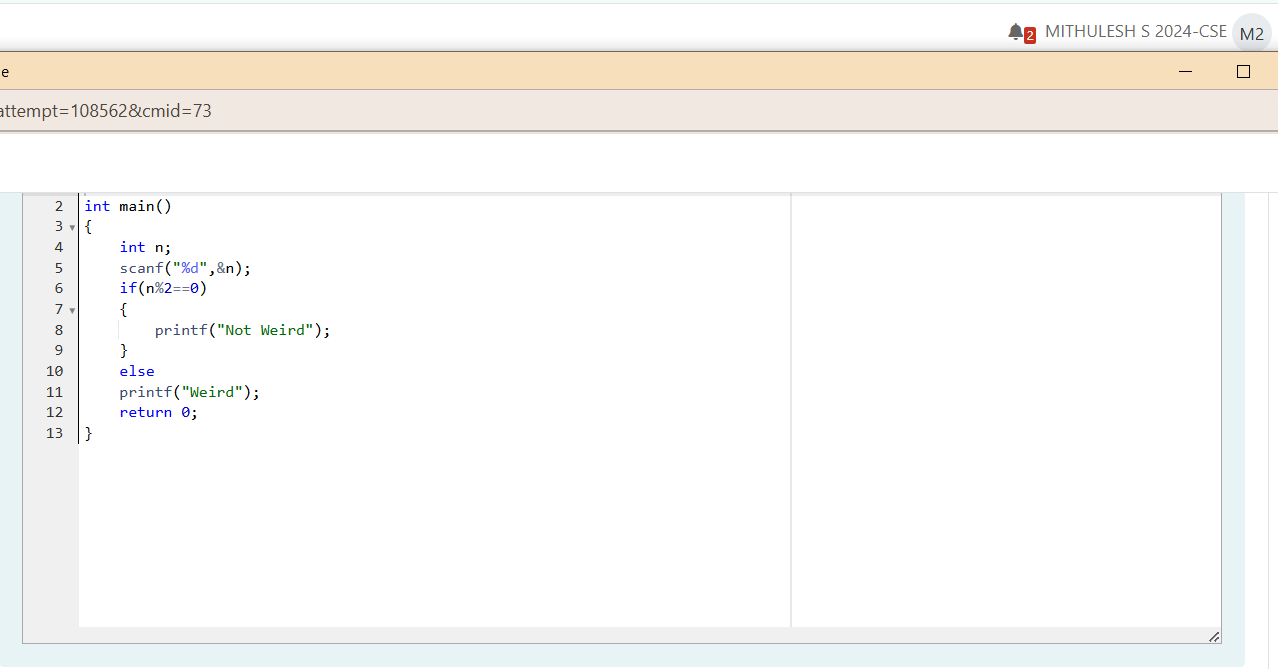 2 MITHULESH S 2024-CSE M2
e
attempt=108562&cmid=73
2 int main()
3 {
4 int n;
5 scanf("%d",&n);
6 if(n%2==0)
7 {
8 printf("Not Weird");
9 }
10 else
11 printf("Weird");
12 return 0;
13 }